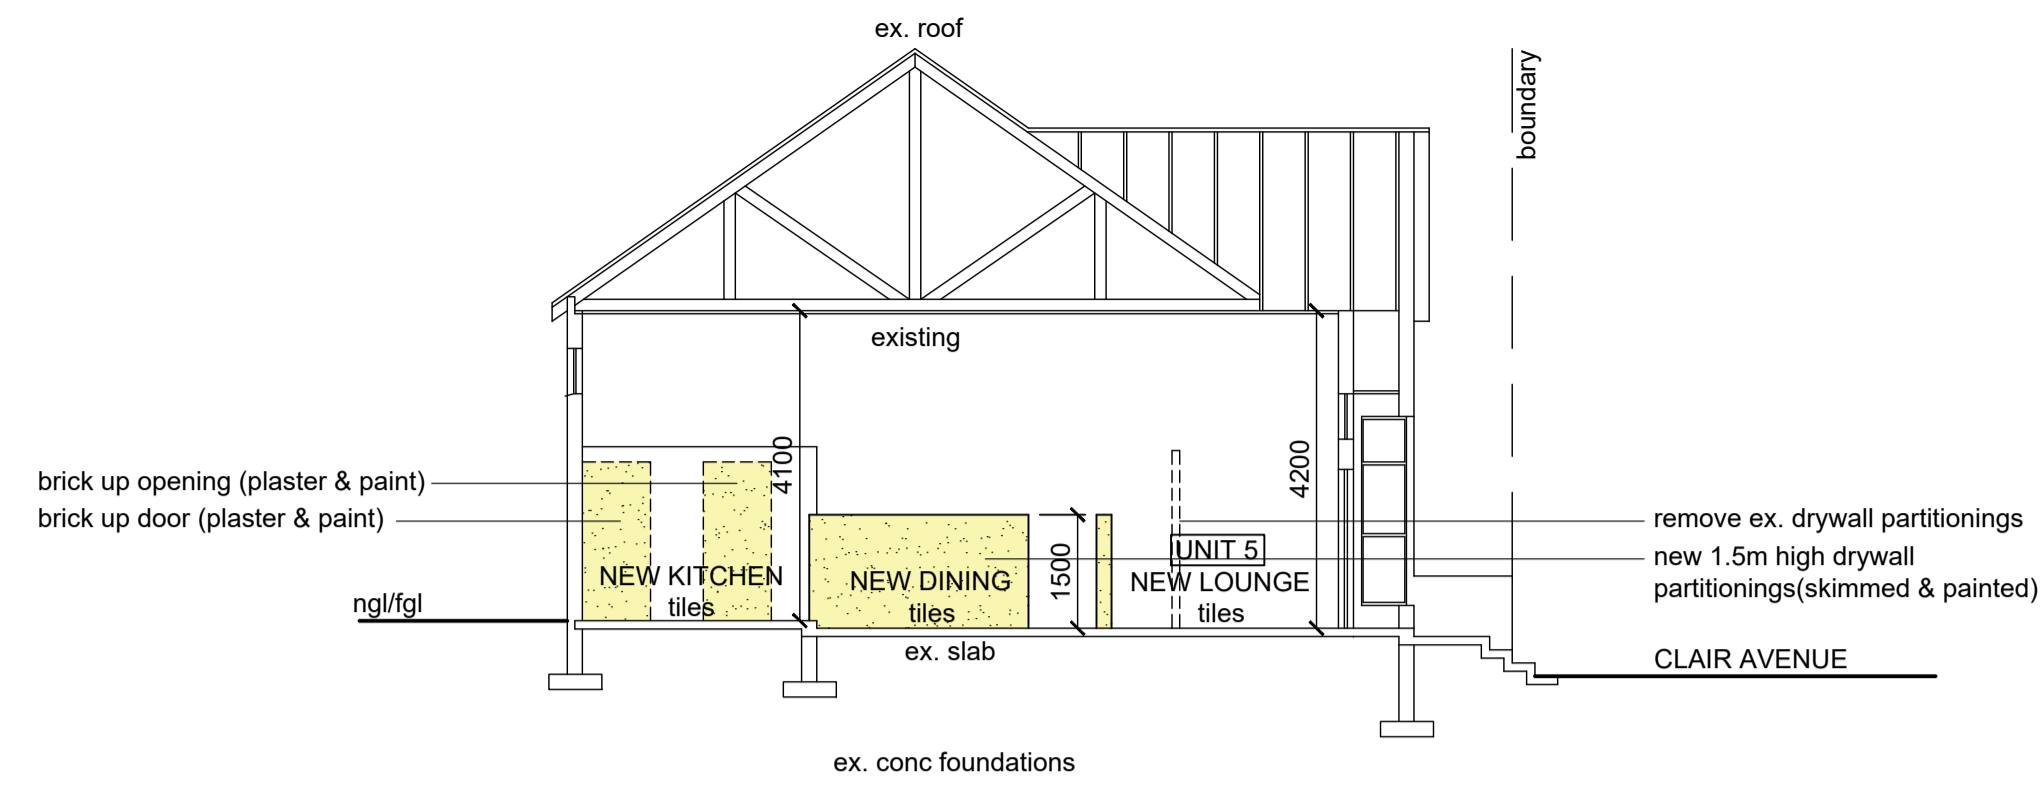 ex. roof
boundary
existing
4100
4200
brick up opening (plaster & paint)
brick up door (plaster & paint)
remove ex. drywall partitionings
new 1.5m high drywall
partitionings(skimmed & painted)
UNIT 5
1500
NEW KITCHEN
tiles
NEW DINING
tiles
NEW LOUNGE
tiles
ngl/fgl
ex. slab
CLAIR AVENUE
ex. conc foundations